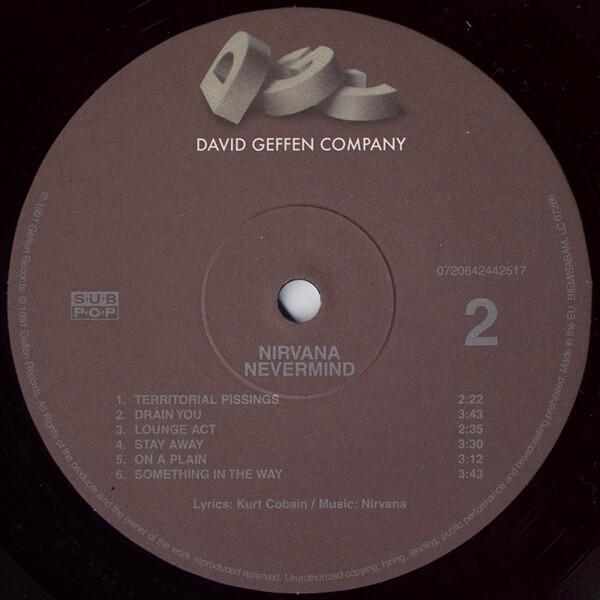 DGC
DAVID GEFFEN COMPANY
0720642442517
SUB
POP
2
NIRVANA
NEVERMIND
1. TERRITORIAL PISSINGS 2:22
2. DRAIN YOU 3:43
3. LOUNGE ACT 2:35
4. STAY AWAY 3:30
5. ON A PLAIN 3:12
6. SOMETHING IN THE WAY 3:43
Lyrics: Kurt Cobain / Music: Nirvana
℗ 1991 Geffen Records © 1991 Geffen Records. All Rights of the producer and the owner of the work reproduced reserved. Unauthorized copying, hiring, lending, public performance and broadcasting prohibited. Made in the EU. BIEM/SABAM. LC 07266